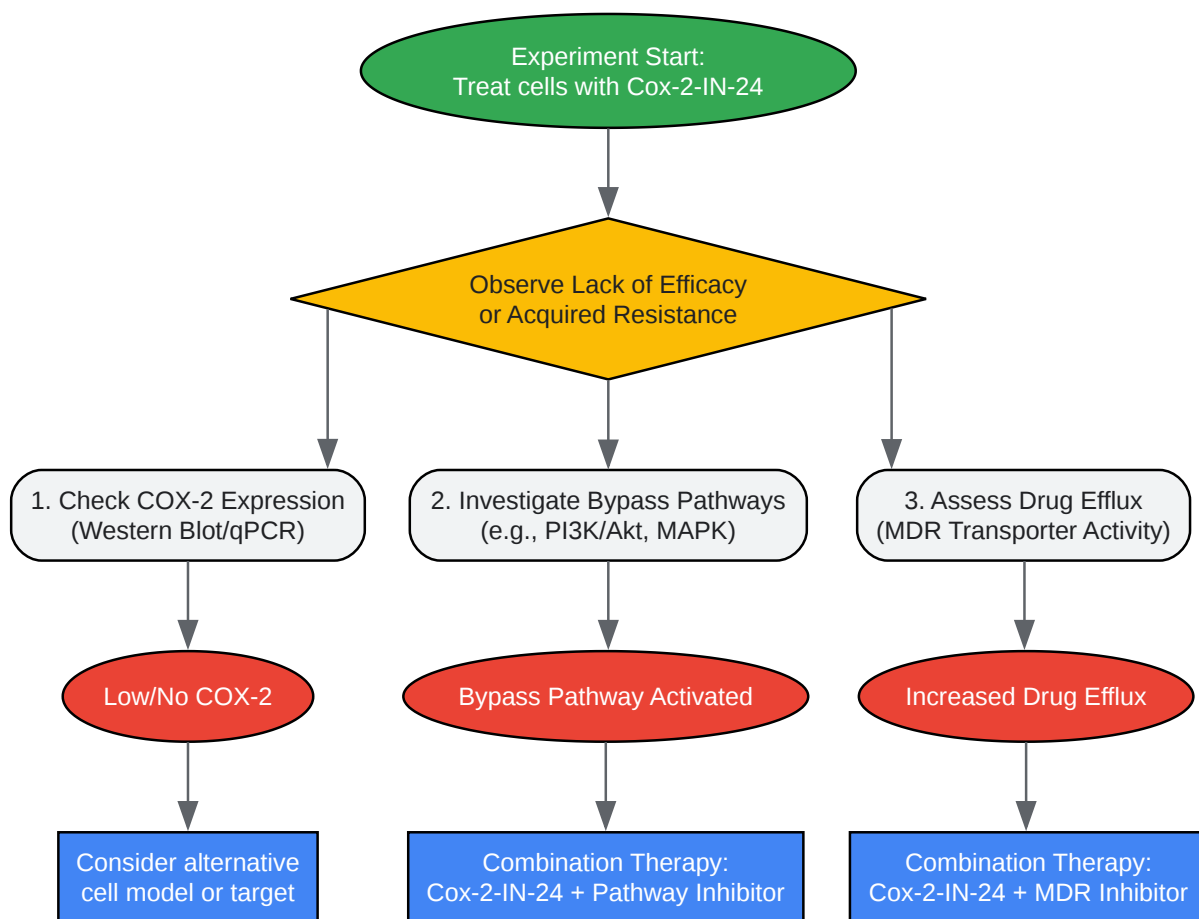 Experiment Start:
Treat cells with Cox-2-IN-24
Observe Lack of Efficacy
or Acquired Resistance
1. Check COX-2 Expression
(Western Blot/qPCR)
2. Investigate Bypass Pathways
(e.g., PI3K/Akt, MAPK)
3. Assess Drug Efflux
(MDR Transporter Activity)
Low/No COX-2
Bypass Pathway Activated
Increased Drug Efflux
Consider alternative
cell model or target
Combination Therapy:
Cox-2-IN-24 + Pathway Inhibitor
Combination Therapy:
Cox-2-IN-24 + MDR Inhibitor